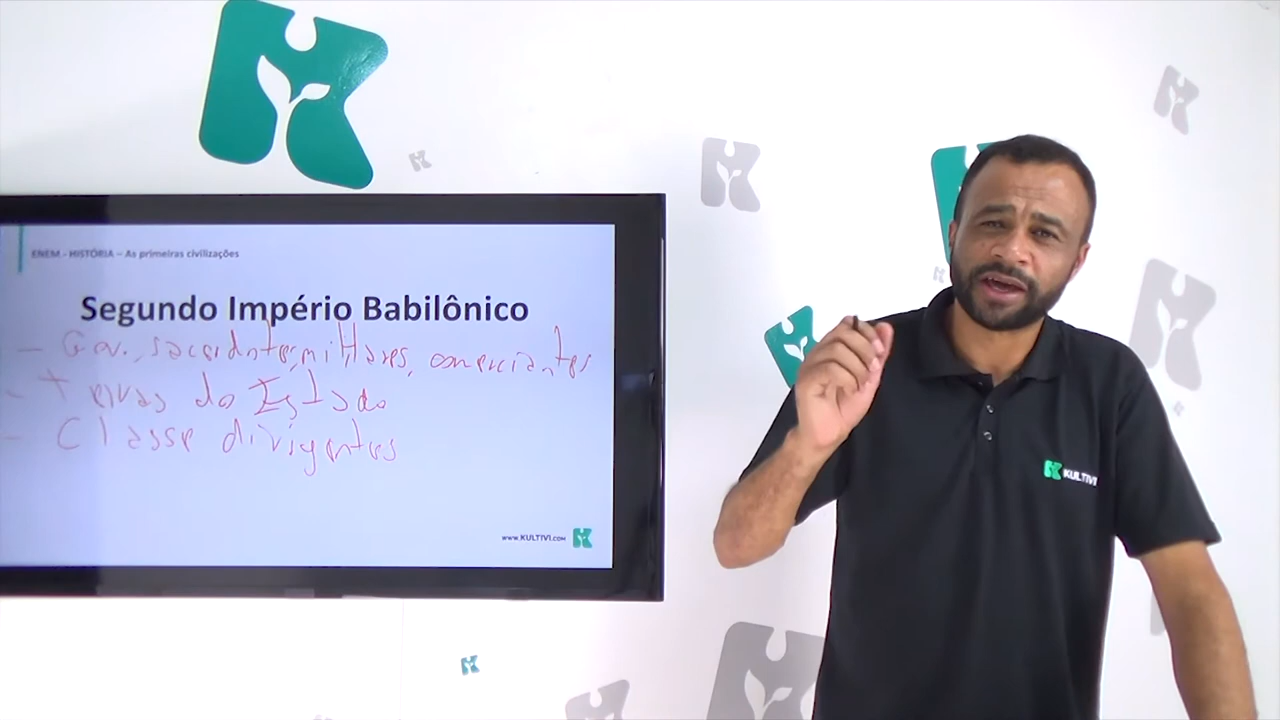 ENEM - HISTÓRIA – As primeiras civilizações
Segundo Império Babilônico
- Gov., sacerdotes, militares, comerciantes
- Terras do Estado
- Classe dirigentes
www.KULTIVI.COM
KULTIVI